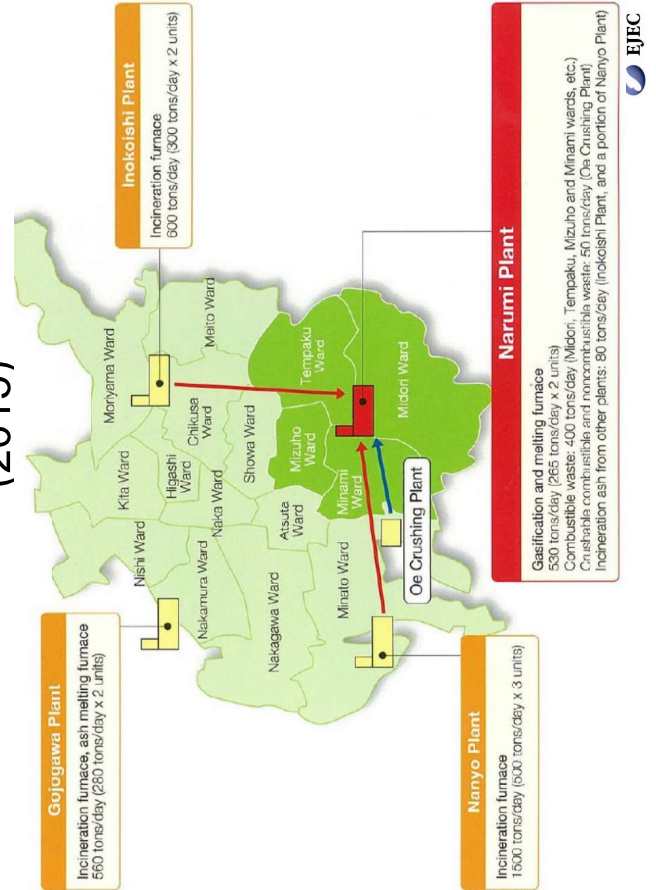 Gojogawa Plant
Incineration furnace, ash melting furnace
560 tons/day (280 tons/day x 2 units)
Inokoishi Plant
Incineration furnace
600 tons/day (300 tons/day x 2 units)
Moriyama Ward
Kita Ward
Nishi Ward
Higashi
Ward
Chikusa
Ward
Meito Ward
Nakamura Ward
Naka Ward
Showa Ward
Nakagawa Ward
Atsuta
Ward
Mizuho
Ward
Tempaku
Ward
Minato Ward
Minami
Ward
Midori Ward
Oe Crushing Plant
Nanyo Plant
Incineration furnace
1500 tons/day (500 tons/day x 3 units)
Narumi Plant
Gasification and melting furnace
530 tons/day (265 tons/day x 2 units)
Combustible waste: 400 tons/day (Midori, Tempaku, Mizuho and Minami wards, etc.)
Crushable combustible and noncombustible waste: 50 tons/day (Oe Crushing Plant)
Incineration ash from other plants: 80 tons/day (Inokoishi Plant, and a portion of Nanyo Plant)
EJEC